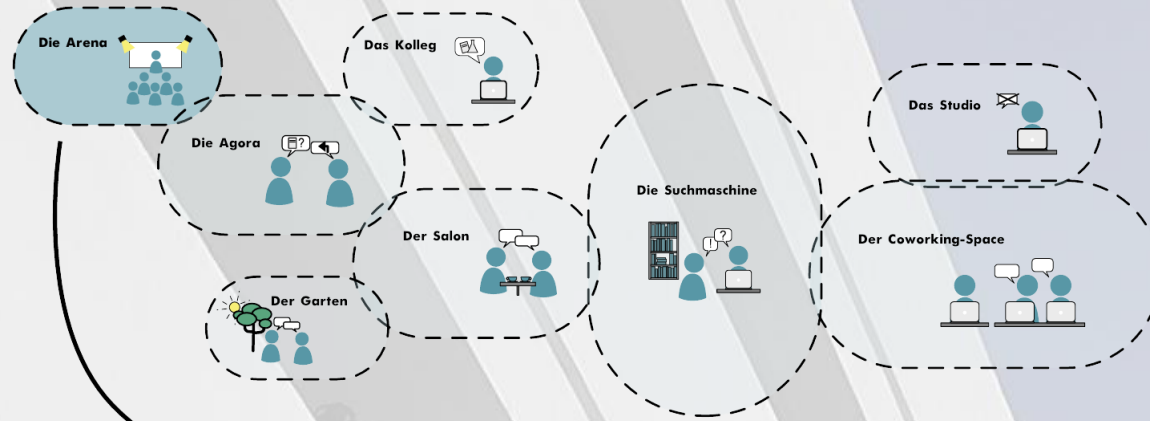 Die Arena
Das Kolleg
Das Studio
Die Agora
?
Die Suchmaschine
Der Salon
Der Coworking-Space
! ?
Der Garten